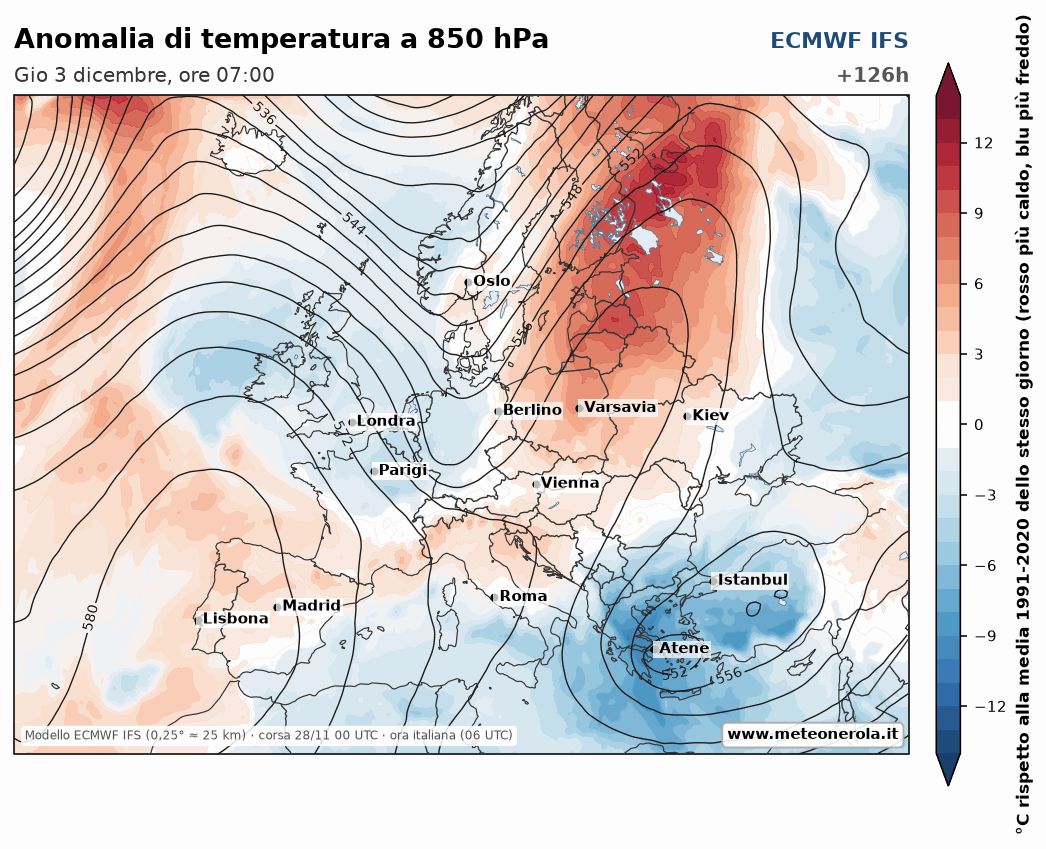 Anomalia di temperatura a 850 hPa
ECMWF IFS
Gio 3 dicembre, ore 07:00
+126h
536
552
548
544
Oslo
556
Berlino
Varsavia
Kiev
Londra
Parigi
Vienna
Istanbul
Roma
Madrid
Lisbona
580
Atene
552
556
0
Modello ECMWF IFS (0,25° ≈ 25 km) · corsa 28/11 00 UTC · ora italiana (06 UTC)
www.meteonerola.it
12
9
6
3
0
−3
−6
−9
−12
°C rispetto alla media 1991-2020 dello stesso giorno (rosso più caldo, blu più freddo)